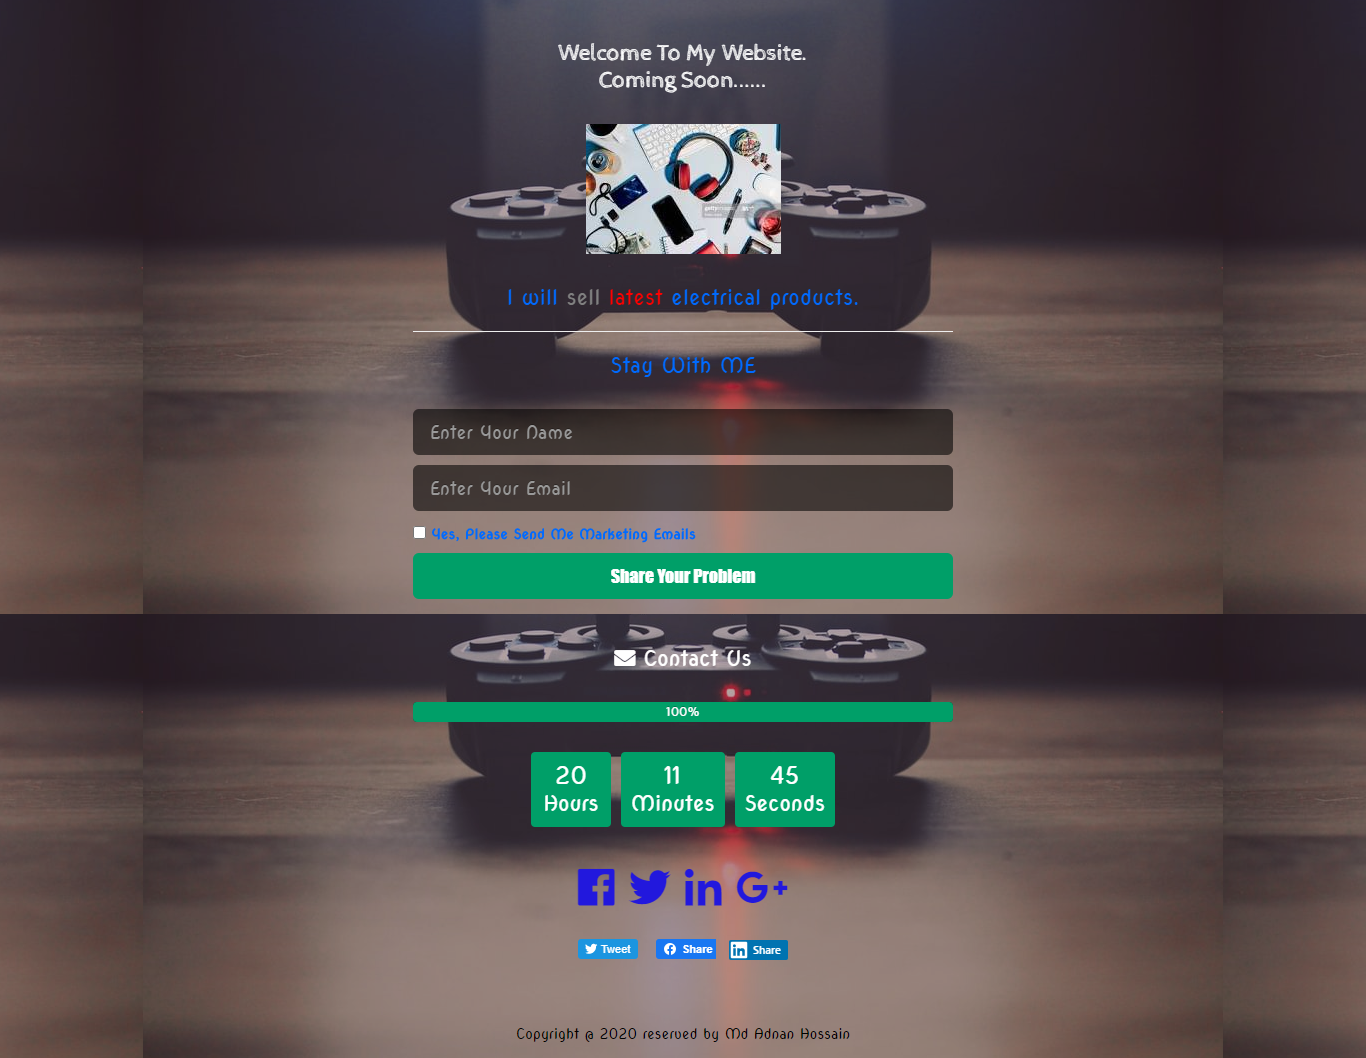 Welcome To My Website.
Coming Soon......
I will sell latest electrical products.
Stay With ME
Enter Your Name
Enter Your Email
Yes, Please Send Me Marketing Emails
Share Your Problem
Contact Us
100%
20 Hours
11 Minutes
45 Seconds
Tweet
Share
Share
Copyright @ 2020 reserved by Md Adnan Hossain